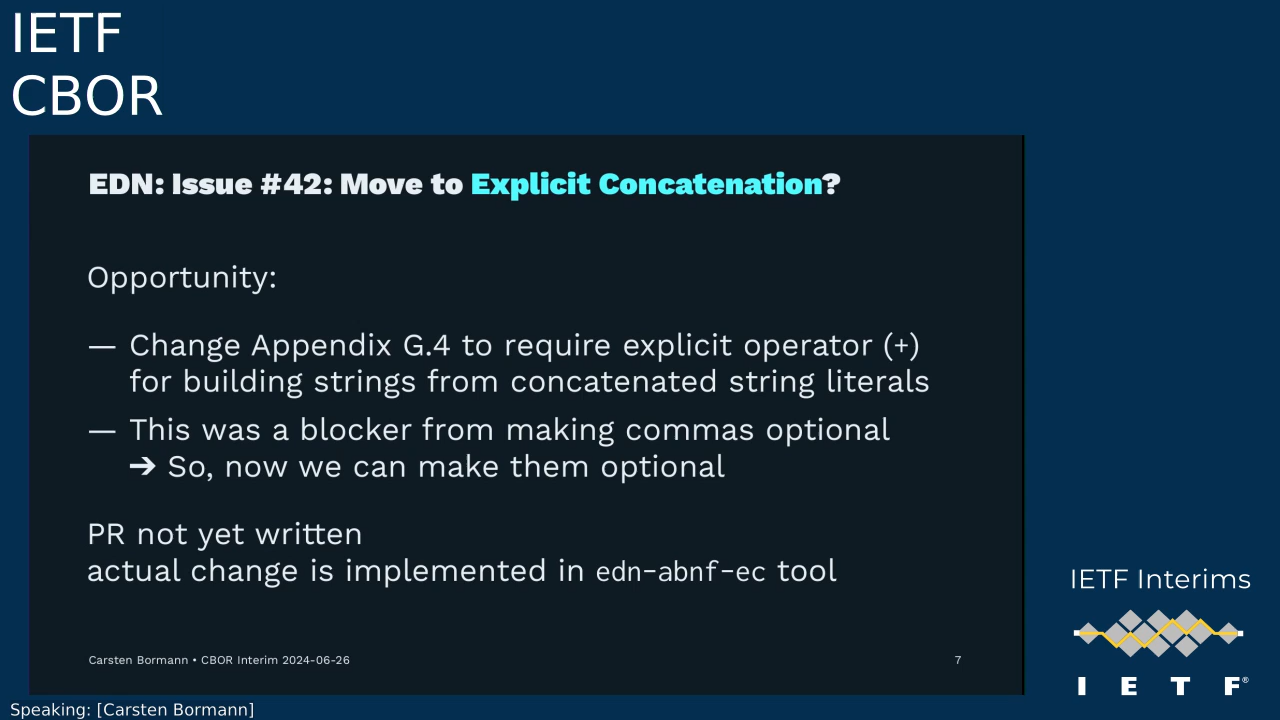 IETF
CBOR
EDN: Issue #42: Move to Explicit Concatenation?
Opportunity:
— Change Appendix G.4 to require explicit operator (+)
for building strings from concatenated string literals
— This was a blocker from making commas optional
➔ So, now we can make them optional
PR not yet written
actual change is implemented in edn-abnf-ec tool
Carsten Bormann • CBOR Interim 2024-06-26
7
IETF Interims
I E T F®
Speaking: [Carsten Bormann]